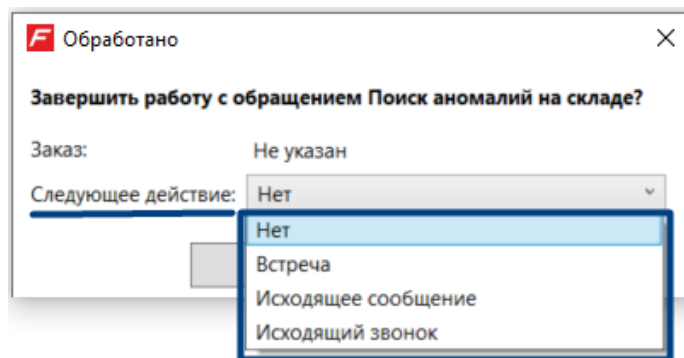 Обработано
Завершить работу с обращением Поиск аномалий на складе?
Заказ: Не указан
Следующее действие: Нет
Нет
Встреча
Исходящее сообщение
Исходящий звонок